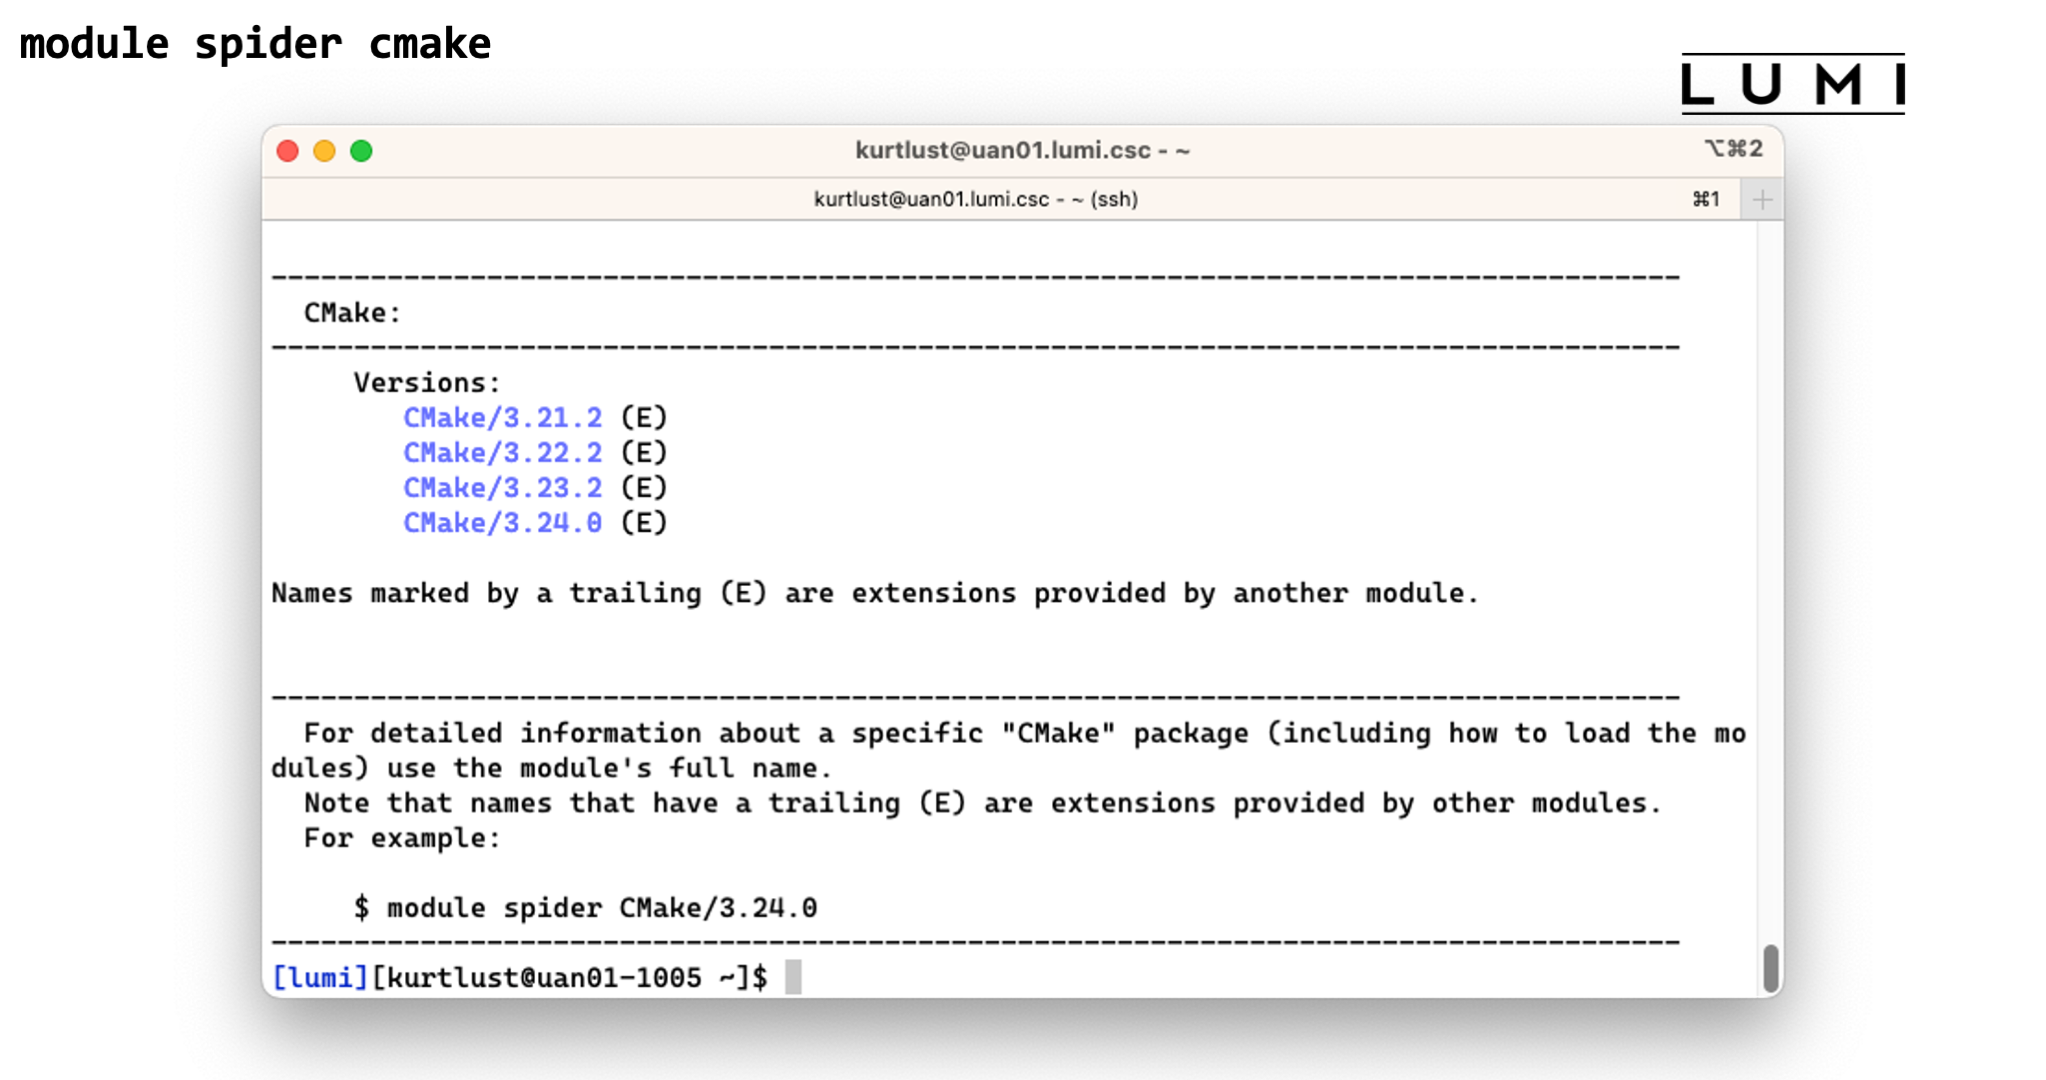 module spider cmake
LUMI
kurtlust@uan01.lumi.csc - ~
⌥⌘2
kurtlust@uan01.lumi.csc - ~ (ssh)
⌘1 +
--------------------------------------------------------------------------------------
CMake:
--------------------------------------------------------------------------------------
Versions:
CMake/3.21.2 (E)
CMake/3.22.2 (E)
CMake/3.23.2 (E)
CMake/3.24.0 (E)
Names marked by a trailing (E) are extensions provided by another module.
--------------------------------------------------------------------------------------
For detailed information about a specific "CMake" package (including how to load the mo
dules) use the module's full name.
Note that names that have a trailing (E) are extensions provided by other modules.
For example:
$ module spider CMake/3.24.0
--------------------------------------------------------------------------------------
[lumi][kurtlust@uan01-1005 ~]$